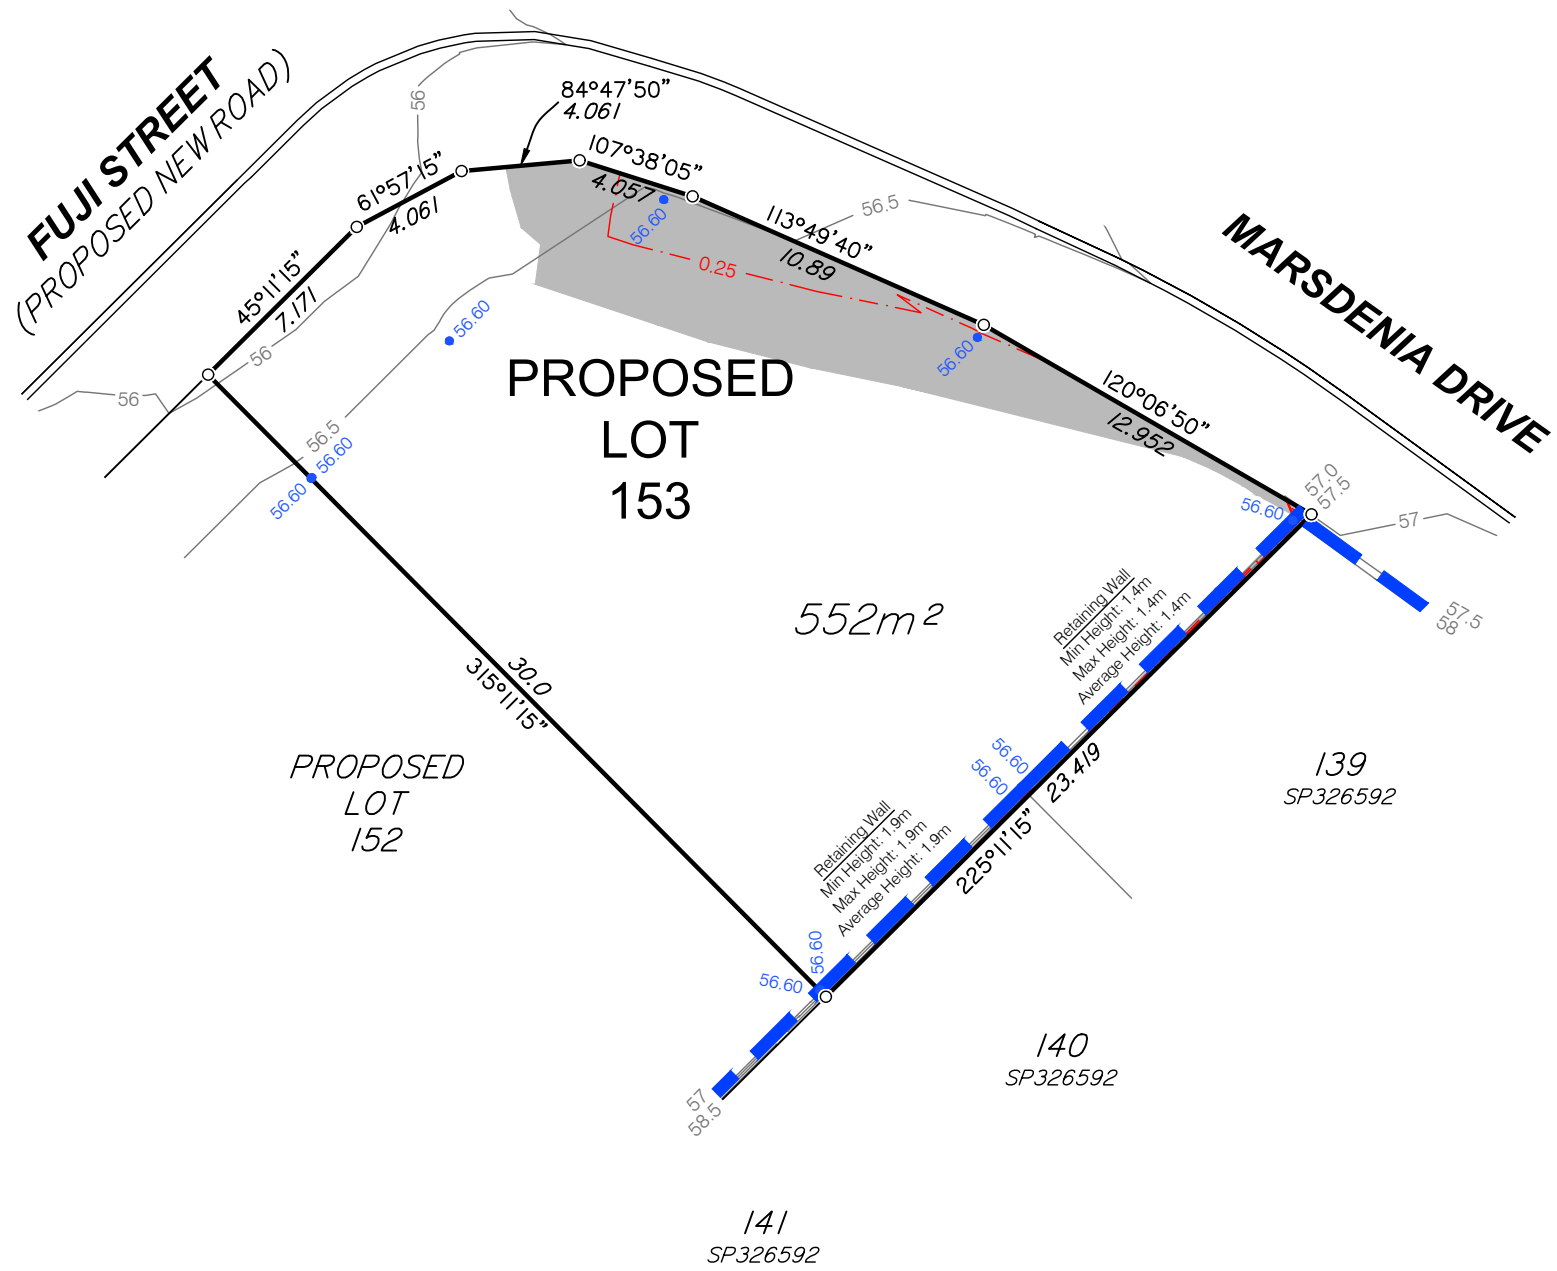 FUJI STREET
(PROPOSED NEW ROAD)
MARSDENIA DRIVE
84°47'50"
4.061
107°38'05"
4.057
61°57'15"
4.061
45°11'15"
7.171
113°49'40"
10.89
120°06'50"
12.952
56
56
56
56.5
56.5
56.60
56.60
56.60
56.60
56.60
0.25
PROPOSED
LOT
153
552m²
56.60
57.0
57.5
57
57.5
58
Retaining Wall
Min Height: 1.4m
Max Height: 1.4m
Average Height: 1.4m
30.0
315°11'15"
56.60
56.60
23.419
225°11'15"
Retaining Wall
Min Height: 1.9m
Max Height: 1.9m
Average Height: 1.9m
56.60
56.60
57
58.5
PROPOSED
LOT
152
139
SP326592
140
SP326592
141
SP326592